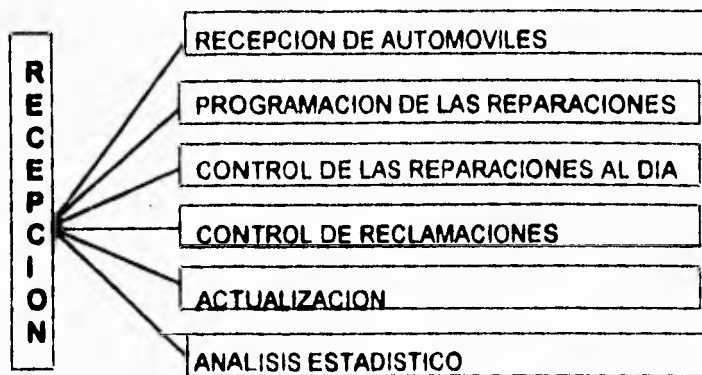 RECEPCION
RECEPCION DE AUTOMOVILES
PROGRAMACION DE LAS REPARACIONES
CONTROL DE LAS REPARACIONES AL DIA
CONTROL DE RECLAMACIONES
ACTUALIZACION
ANALISIS ESTADISTICO